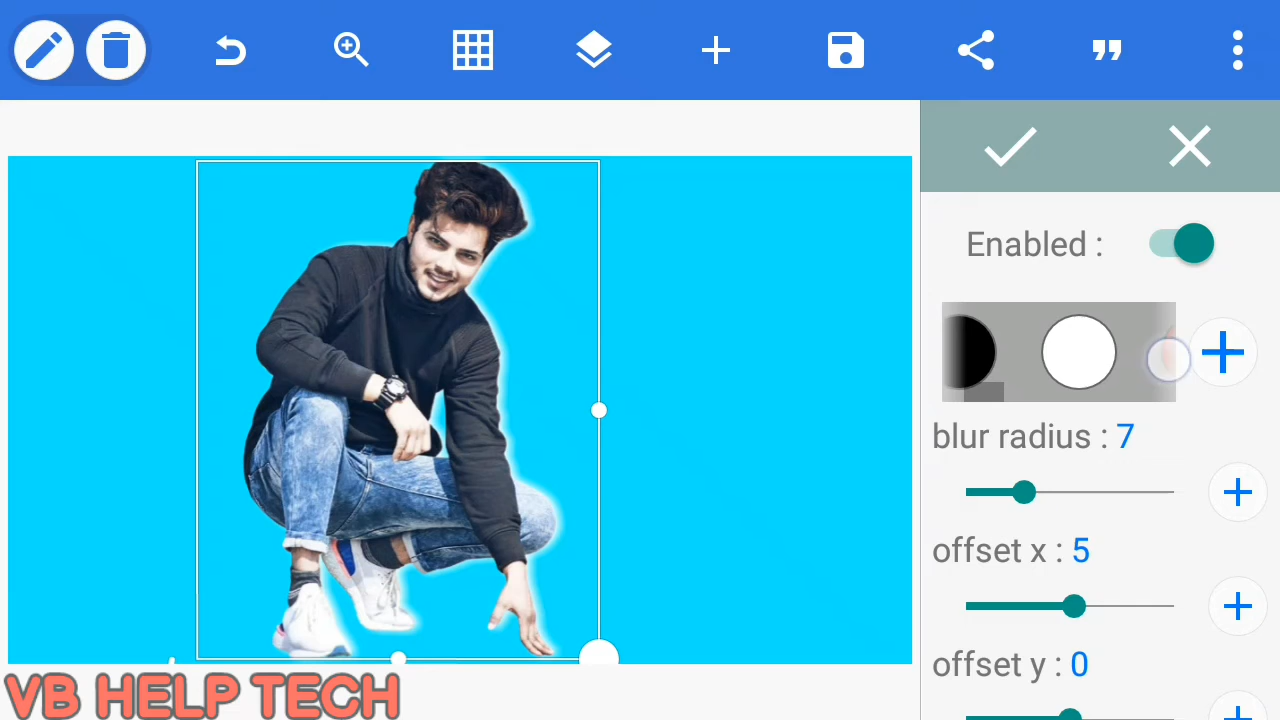 Enabled :
blur radius : 7
offset x : 5
offset y : 0
VB HELP TECH